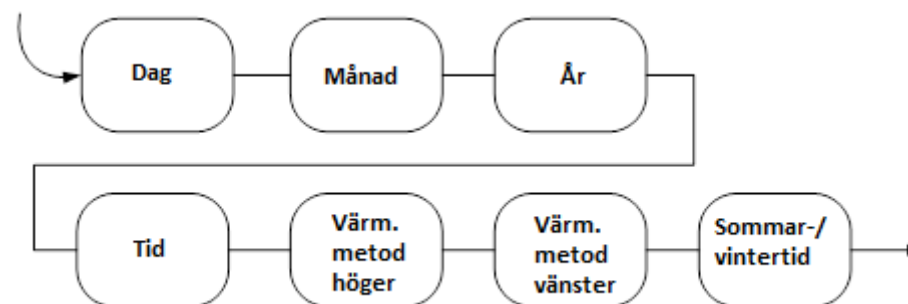 Dag
Månad
År
Tid
Värm.
metod
höger
Värm.
metod
vänster
Sommar-/
vintertid